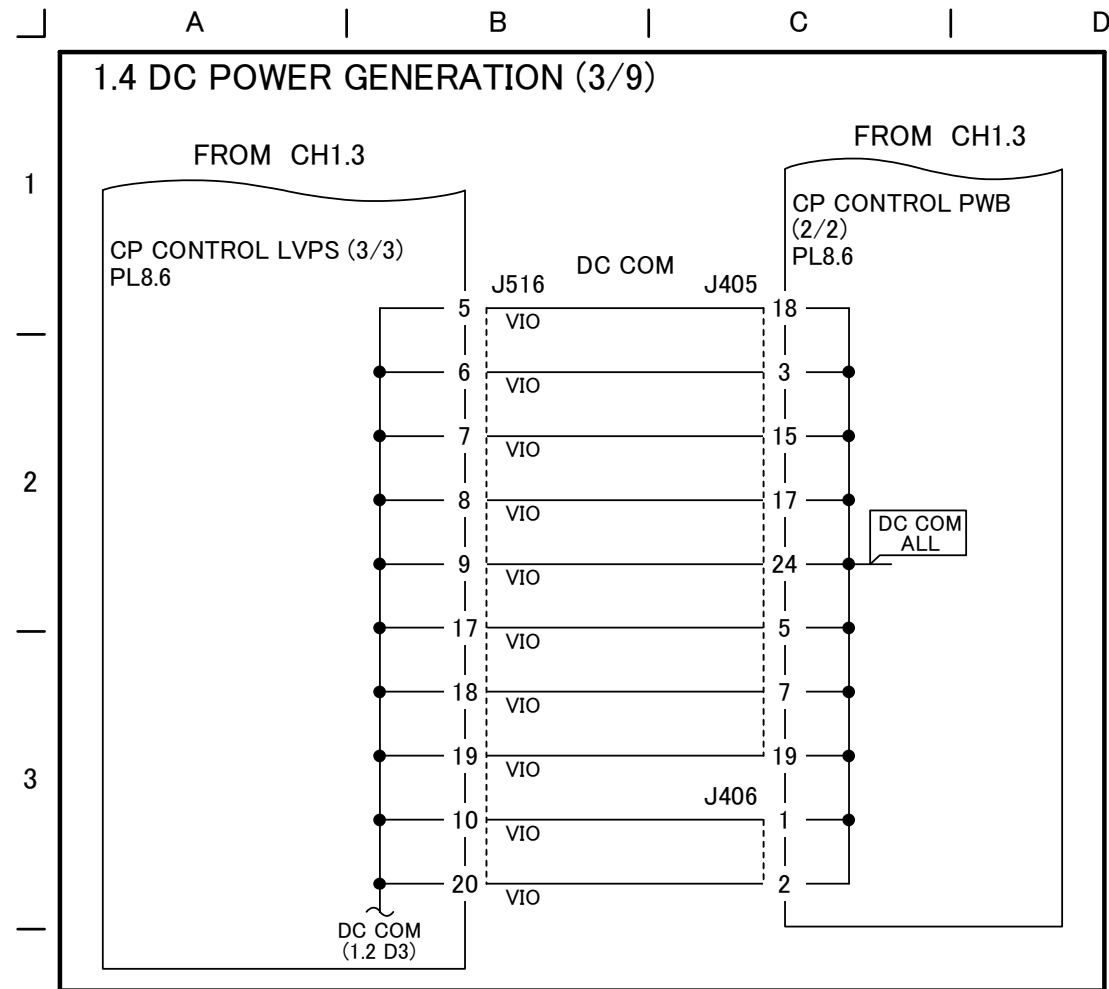 A B C D
1.4 DC POWER GENERATION (3/9)
FROM CH1.3
FROM CH1.3
1
CP CONTROL LVPS (3/3)
PL8.6
CP CONTROL PWB
(2/2)
PL8.6
DC COM
J516 J405
5 VIO 18
6 VIO 3
7 VIO 15
2
8 VIO 17
DC COM
ALL
9 VIO 24
17 VIO 5
18 VIO 7
19 VIO 19
3
J406
10 VIO 1
20 VIO 2
DC COM
(1.2 D3)